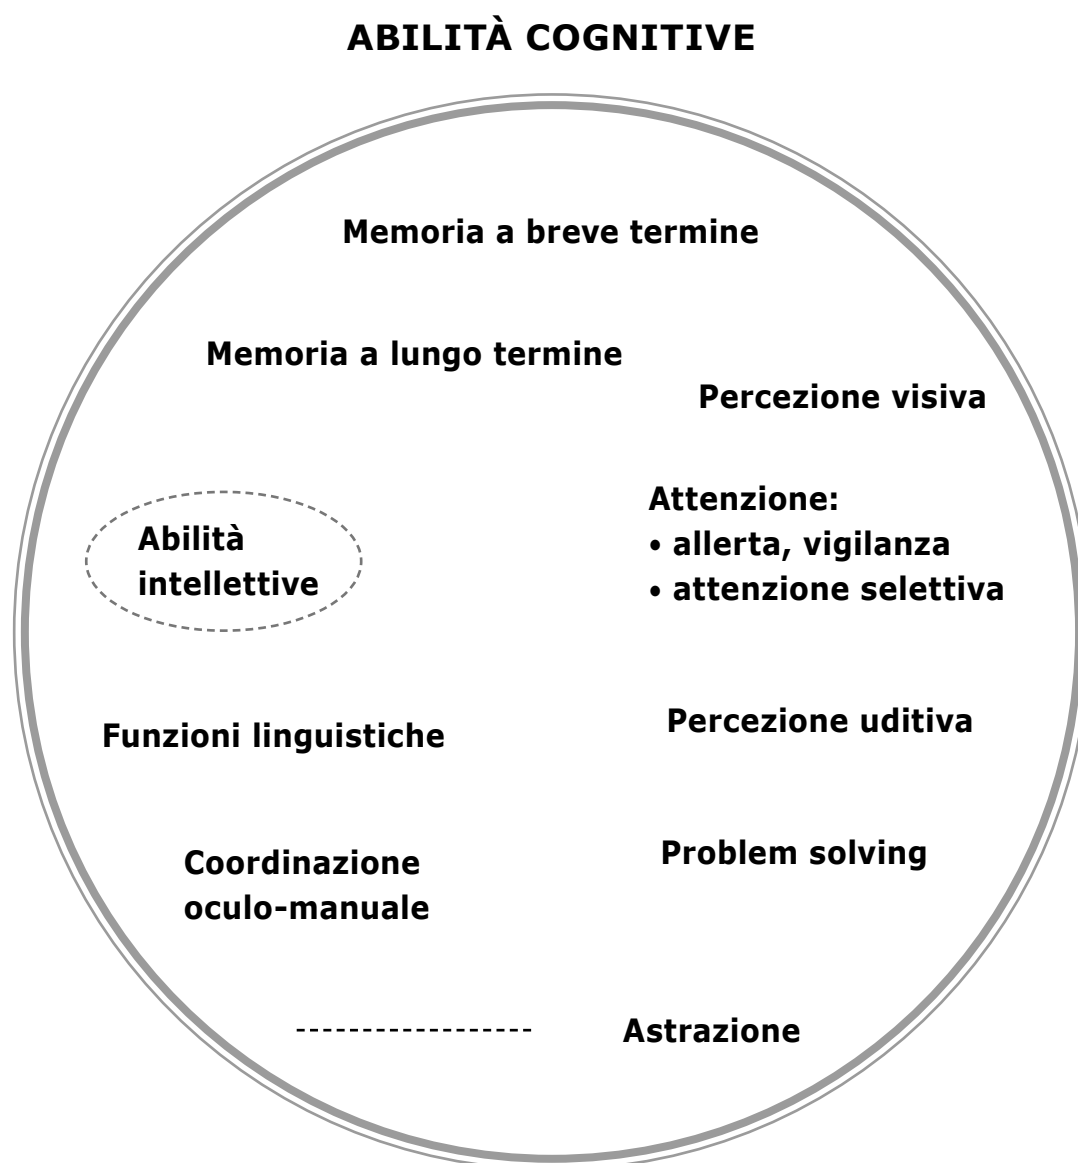 ABILITÀ COGNITIVE
Memoria a breve termine
Memoria a lungo termine
Percezione visiva
Attenzione:
• allerta, vigilanza
• attenzione selettiva
Abilità
intellettive
Funzioni linguistiche
Percezione uditiva
Problem solving
Coordinazione
oculo-manuale
Astrazione